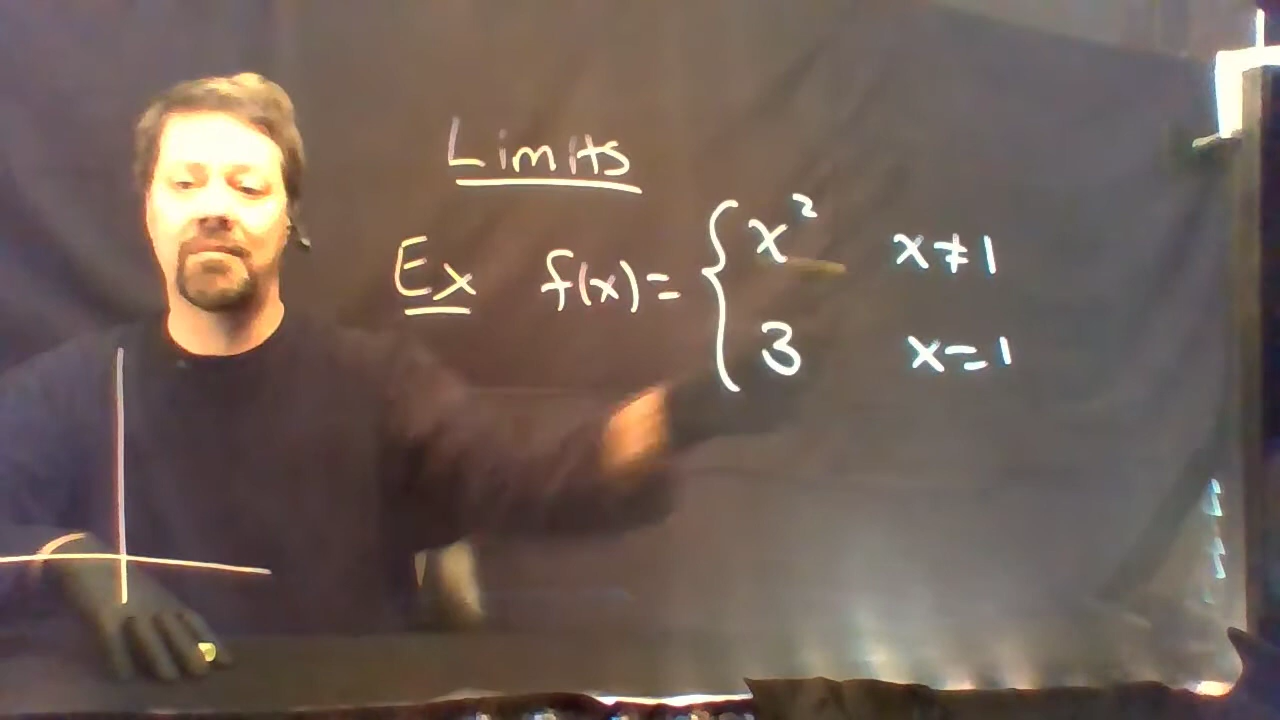 Limits
Ex f(x) = { x² x≠1
3 x=1